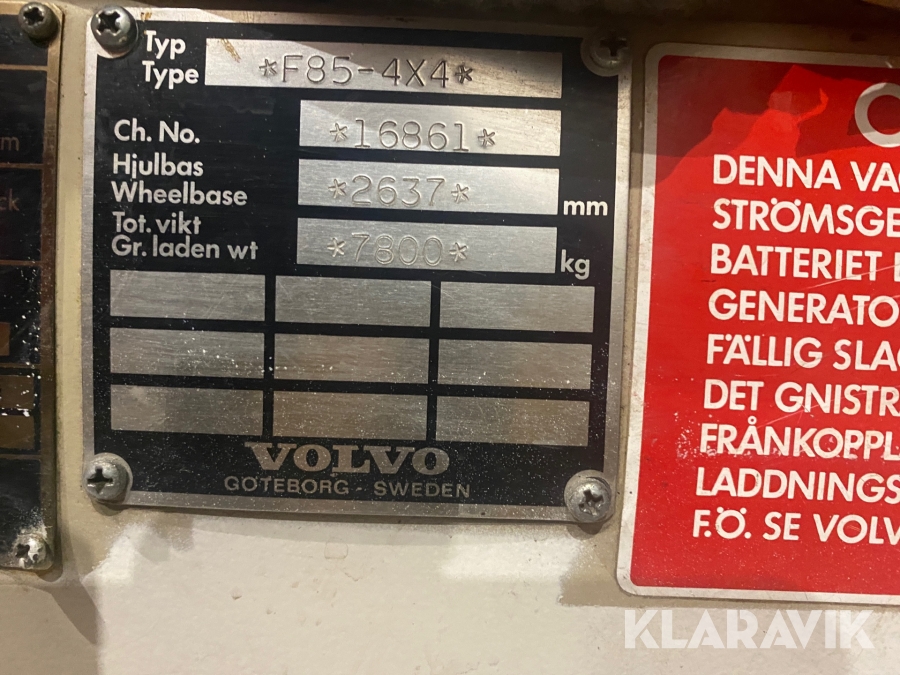 Typ
Type *F85-4X4*
Ch. No. *16861*
Hjulbas
Wheelbase *2637* mm
Tot. vikt
Gr. laden wt *7800* kg
VOLVO
GÖTEBORG - SWEDEN
m
ck
DENNA VA
STRÖMSGE
BATTERIET
GENERATO
FÄLLIG SLA
DET GNISTR
FRÅNKOPPL
LADDNINGS
F.Ö. SE VOLV
KLARAVIK